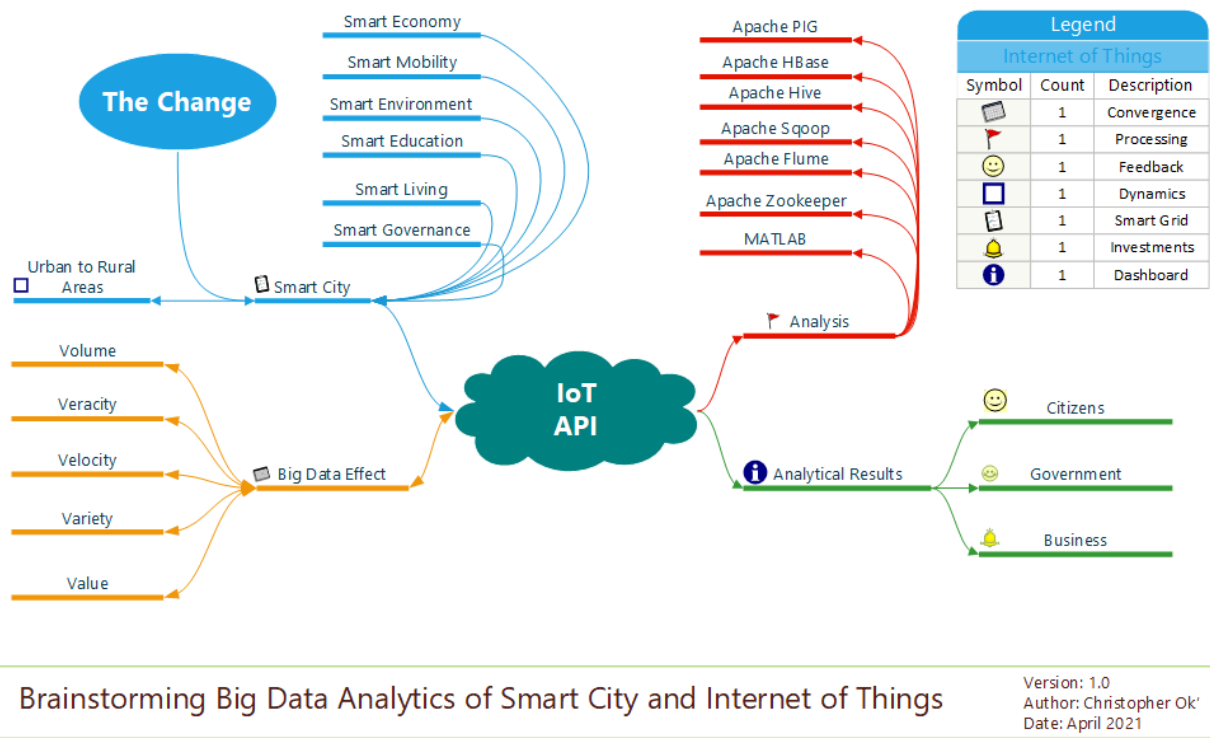 The Change
Smart Economy
Smart Mobility
Smart Environment
Smart Education
Smart Living
Smart Governance
Urban to Rural
Areas
Smart City
Volume
Veracity
Velocity
Variety
Value
Big Data Effect
IoT
API
Apache PIG
Apache HBase
Apache Hive
Apache Sqoop
Apache Flume
Apache Zookeeper
MATLAB
Analysis
Analytical Results
Citizens
Government
Business
Legend
Internet of Things
Symbol Count Description
1 Convergence
1 Processing
1 Feedback
1 Dynamics
1 Smart Grid
1 Investments
1 Dashboard
Brainstorming Big Data Analytics of Smart City and Internet of Things
Version: 1.0
Author: Christopher Ok'
Date: April 2021